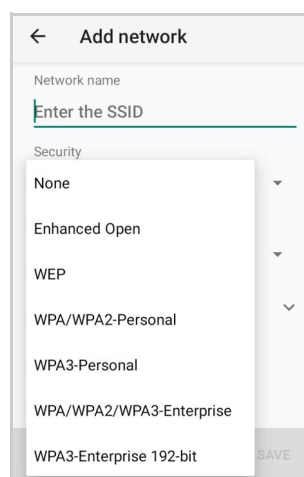 Add network
Network name
Enter the SSID
Security
None
Enhanced Open
WEP
WPA/WPA2-Personal
WPA3-Personal
WPA/WPA2/WPA3-Enterprise
WPA3-Enterprise 192-bit
SAVE